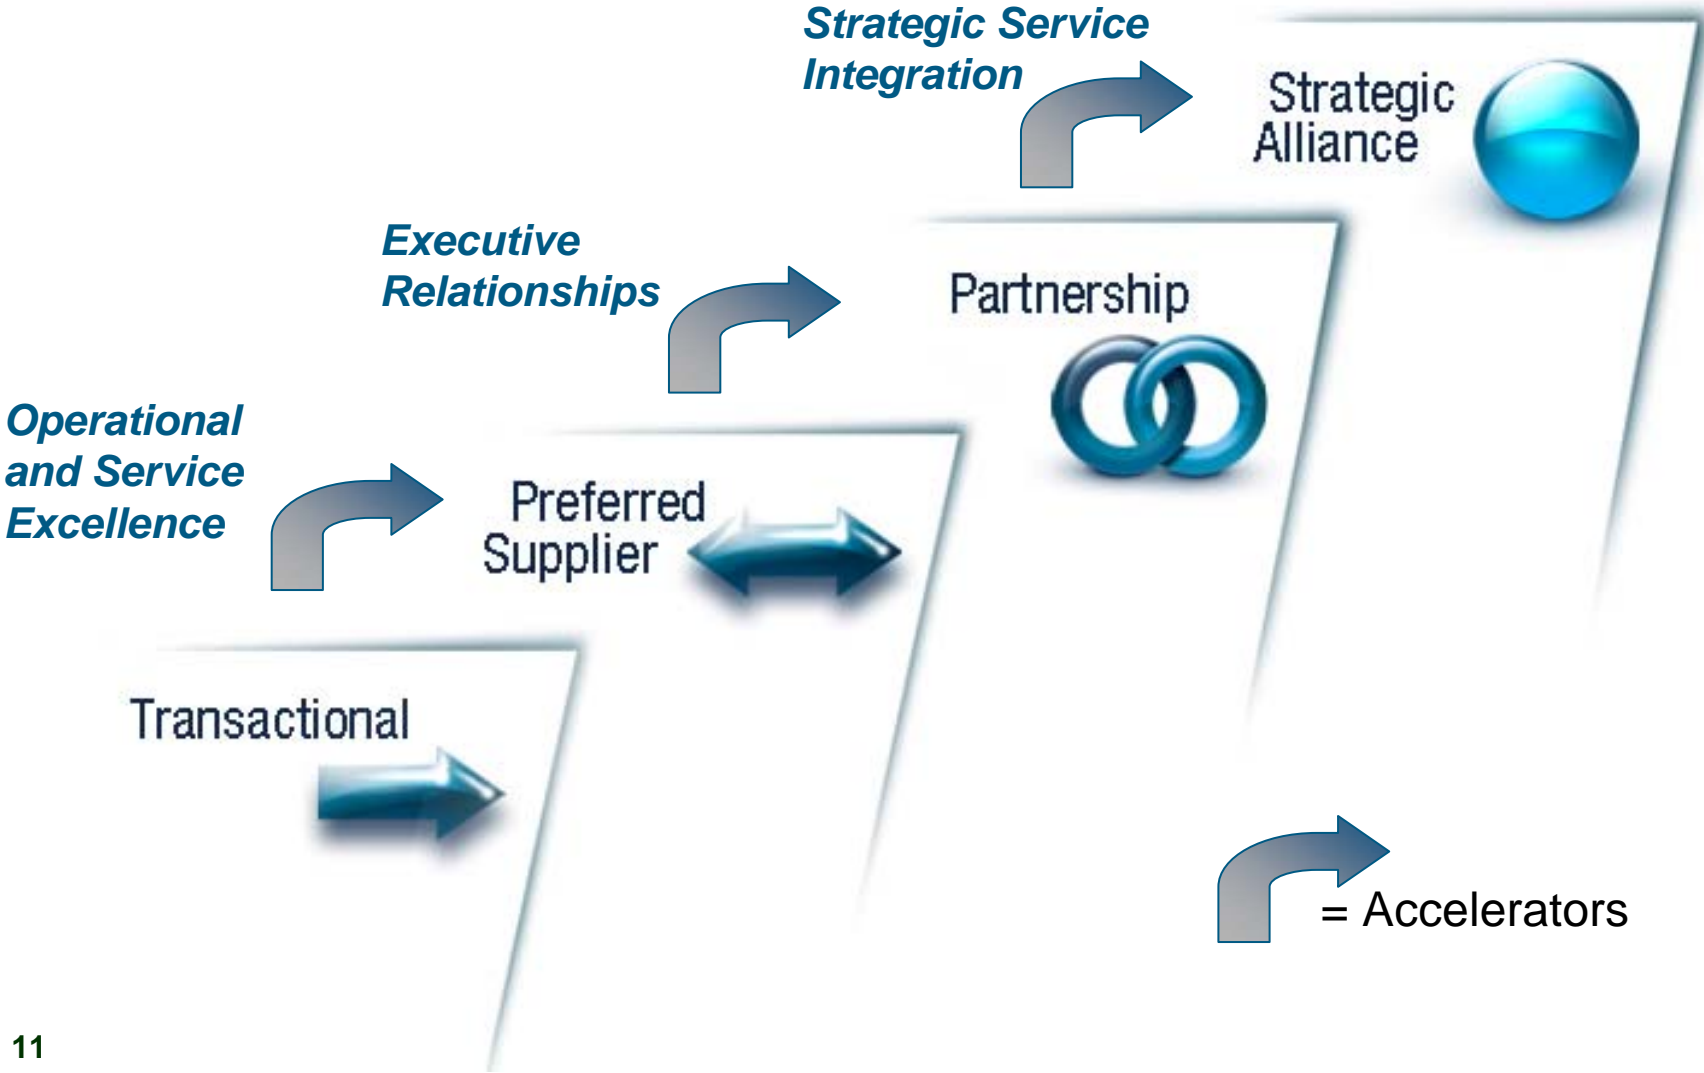 Strategic Service
Integration
Strategic
Alliance
Executive
Relationships
Partnership
Operational
and Service
Excellence
Preferred
Supplier
Transactional
= Accelerators
11